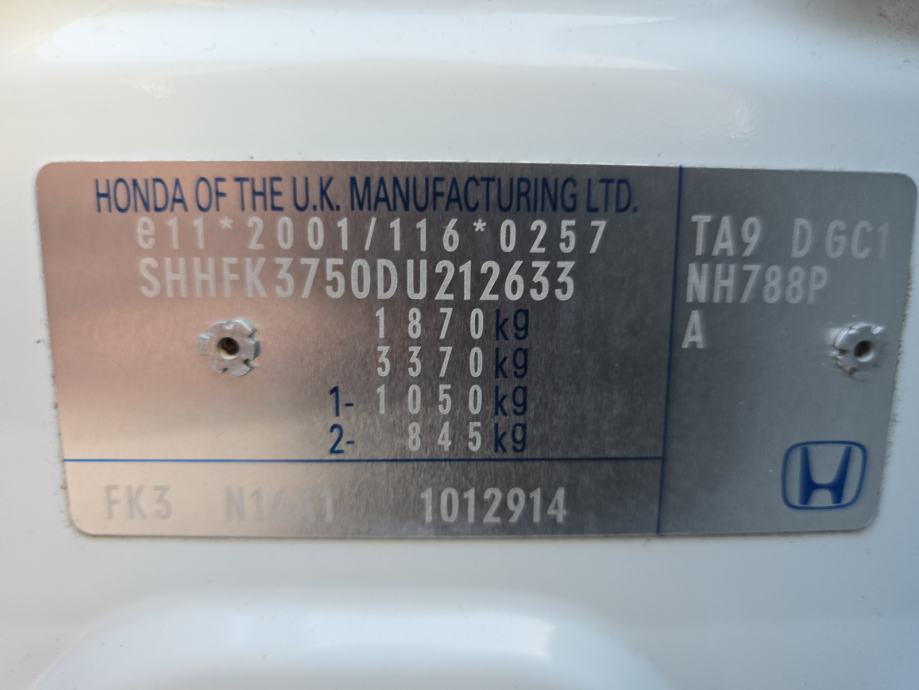 HONDA OF THE U.K. MANUFACTURING LTD.
e11*2001/116*0257
SHHFK3750DU212633
1870kg
3370kg
1- 1050kg
2- 845kg
FK3 1012914
TA9 D GC1
NH788P
A